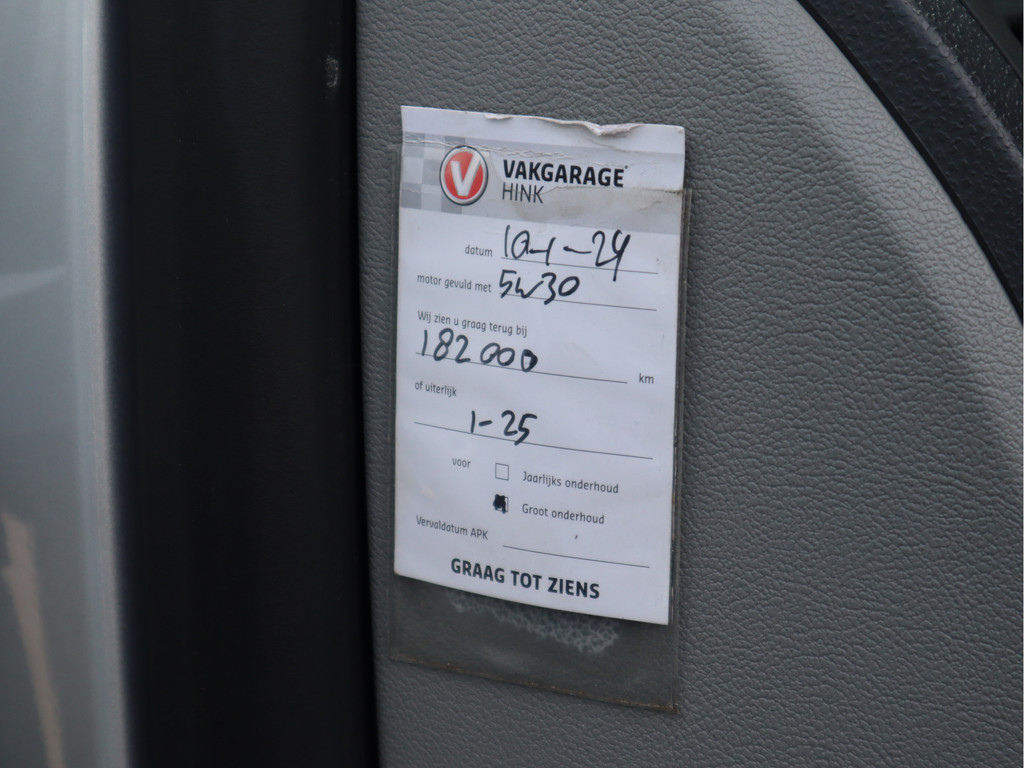 V VAKGARAGE
HINK
datum 10-1-24
motor gevuld met 5W30
Wij zien u graag terug bij
182000 km
of uiterlijk
1-25
voor Jaarlijks onderhoud
Groot onderhoud
Vervaldatum APK
GRAAG TOT ZIENS